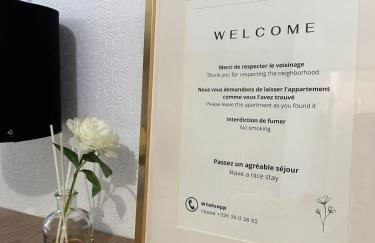 WELCOME
Merci de respecter le voisinage
Thank you for respecting the neighborhood
Nous vous demandons de laisser l'appartement
comme vous l'avez trouvé
Please leave the apartment as you found it
Interdiction de fumer
No smoking
Passez un agréable séjour
Have a nice stay
Whatsapp